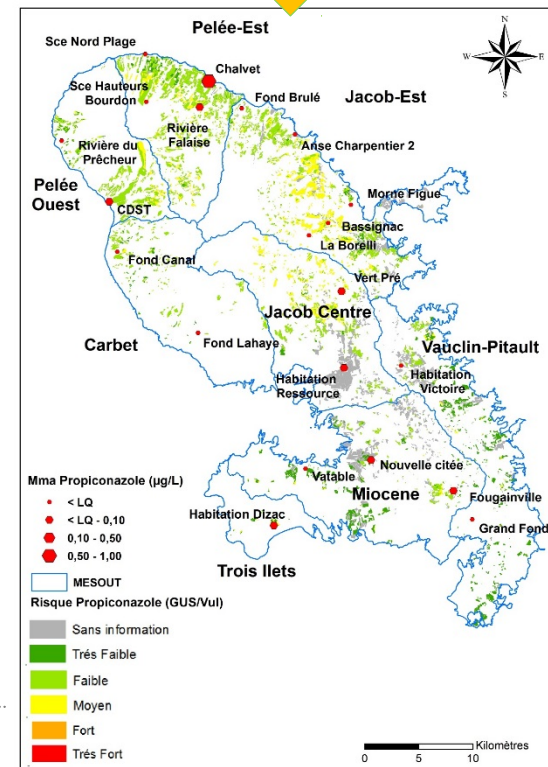 Pelée-Est
Sce Nord Plage
N
W
E
S
Chalvet
Sce Hauteurs
Bourdon
Fond Brulé
Jacob-Est
Rivière
Falaise
Rivière du
Prêcheur
Anse Charpentier 2
Pelée
Ouest
Morne Figue
CDST
Bassignac
La Borelli
Fond Canal
Vert Pré
Jacob Centre
Carbet
Fond Lahaye
Vauclin-Pitault
Habitation
Ressource
Habitation
Victoire
Nouvelle citée
Vatable
Miocene
Fougainville
Habitation Dizac
Grand Fond
Trois Ilets
Mma Propiconazole (µg/L)
< LQ
< LQ - 0,10
0,10 - 0,50
0,50 - 1,00
MESOUT
Risque Propiconazole (GUS/Vul)
Sans information
Trés Faible
Faible
Moyen
Fort
Trés Fort
Kilomètres
0 5 10